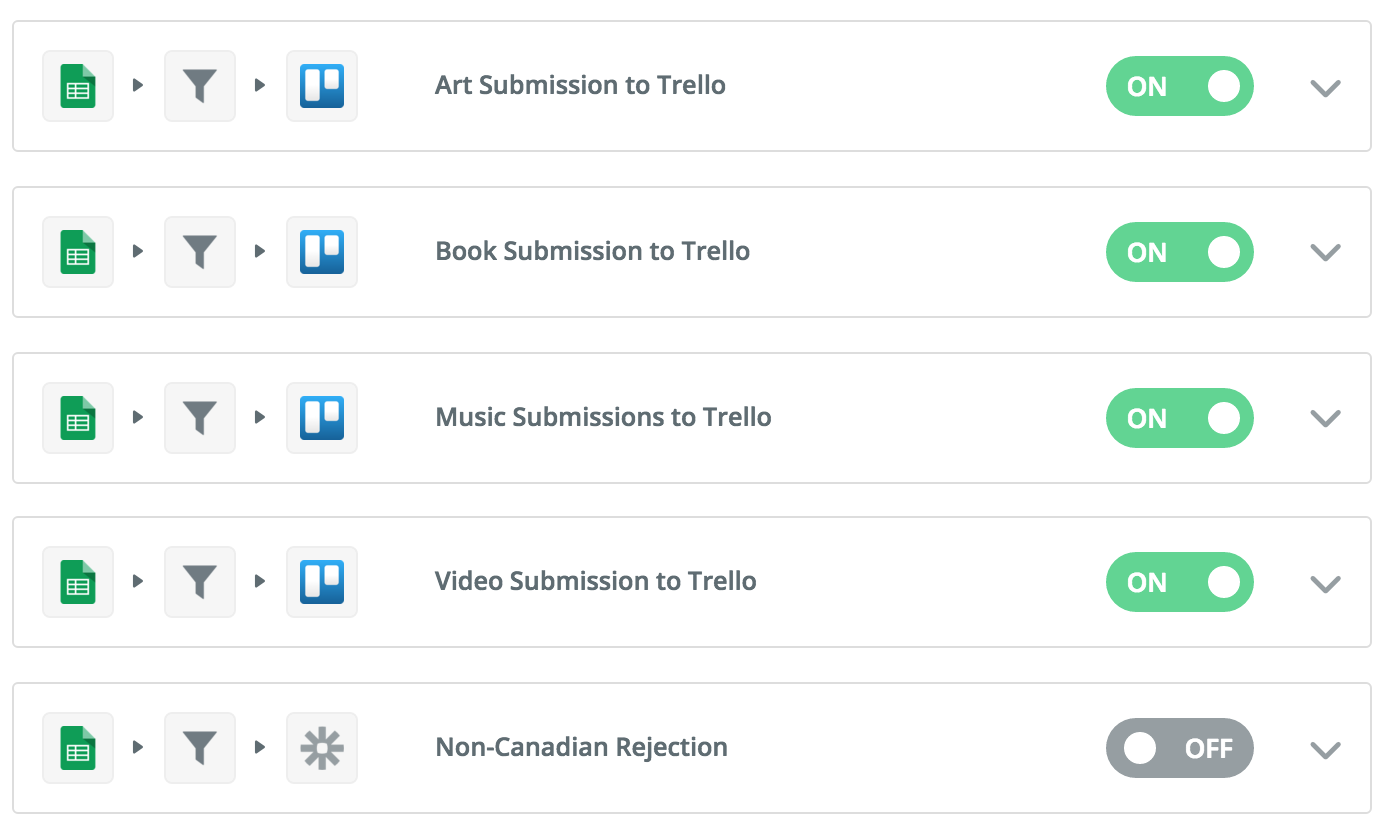 Art Submission to Trello
ON
Book Submission to Trello
ON
Music Submissions to Trello
ON
Video Submission to Trello
ON
Non-Canadian Rejection
OFF